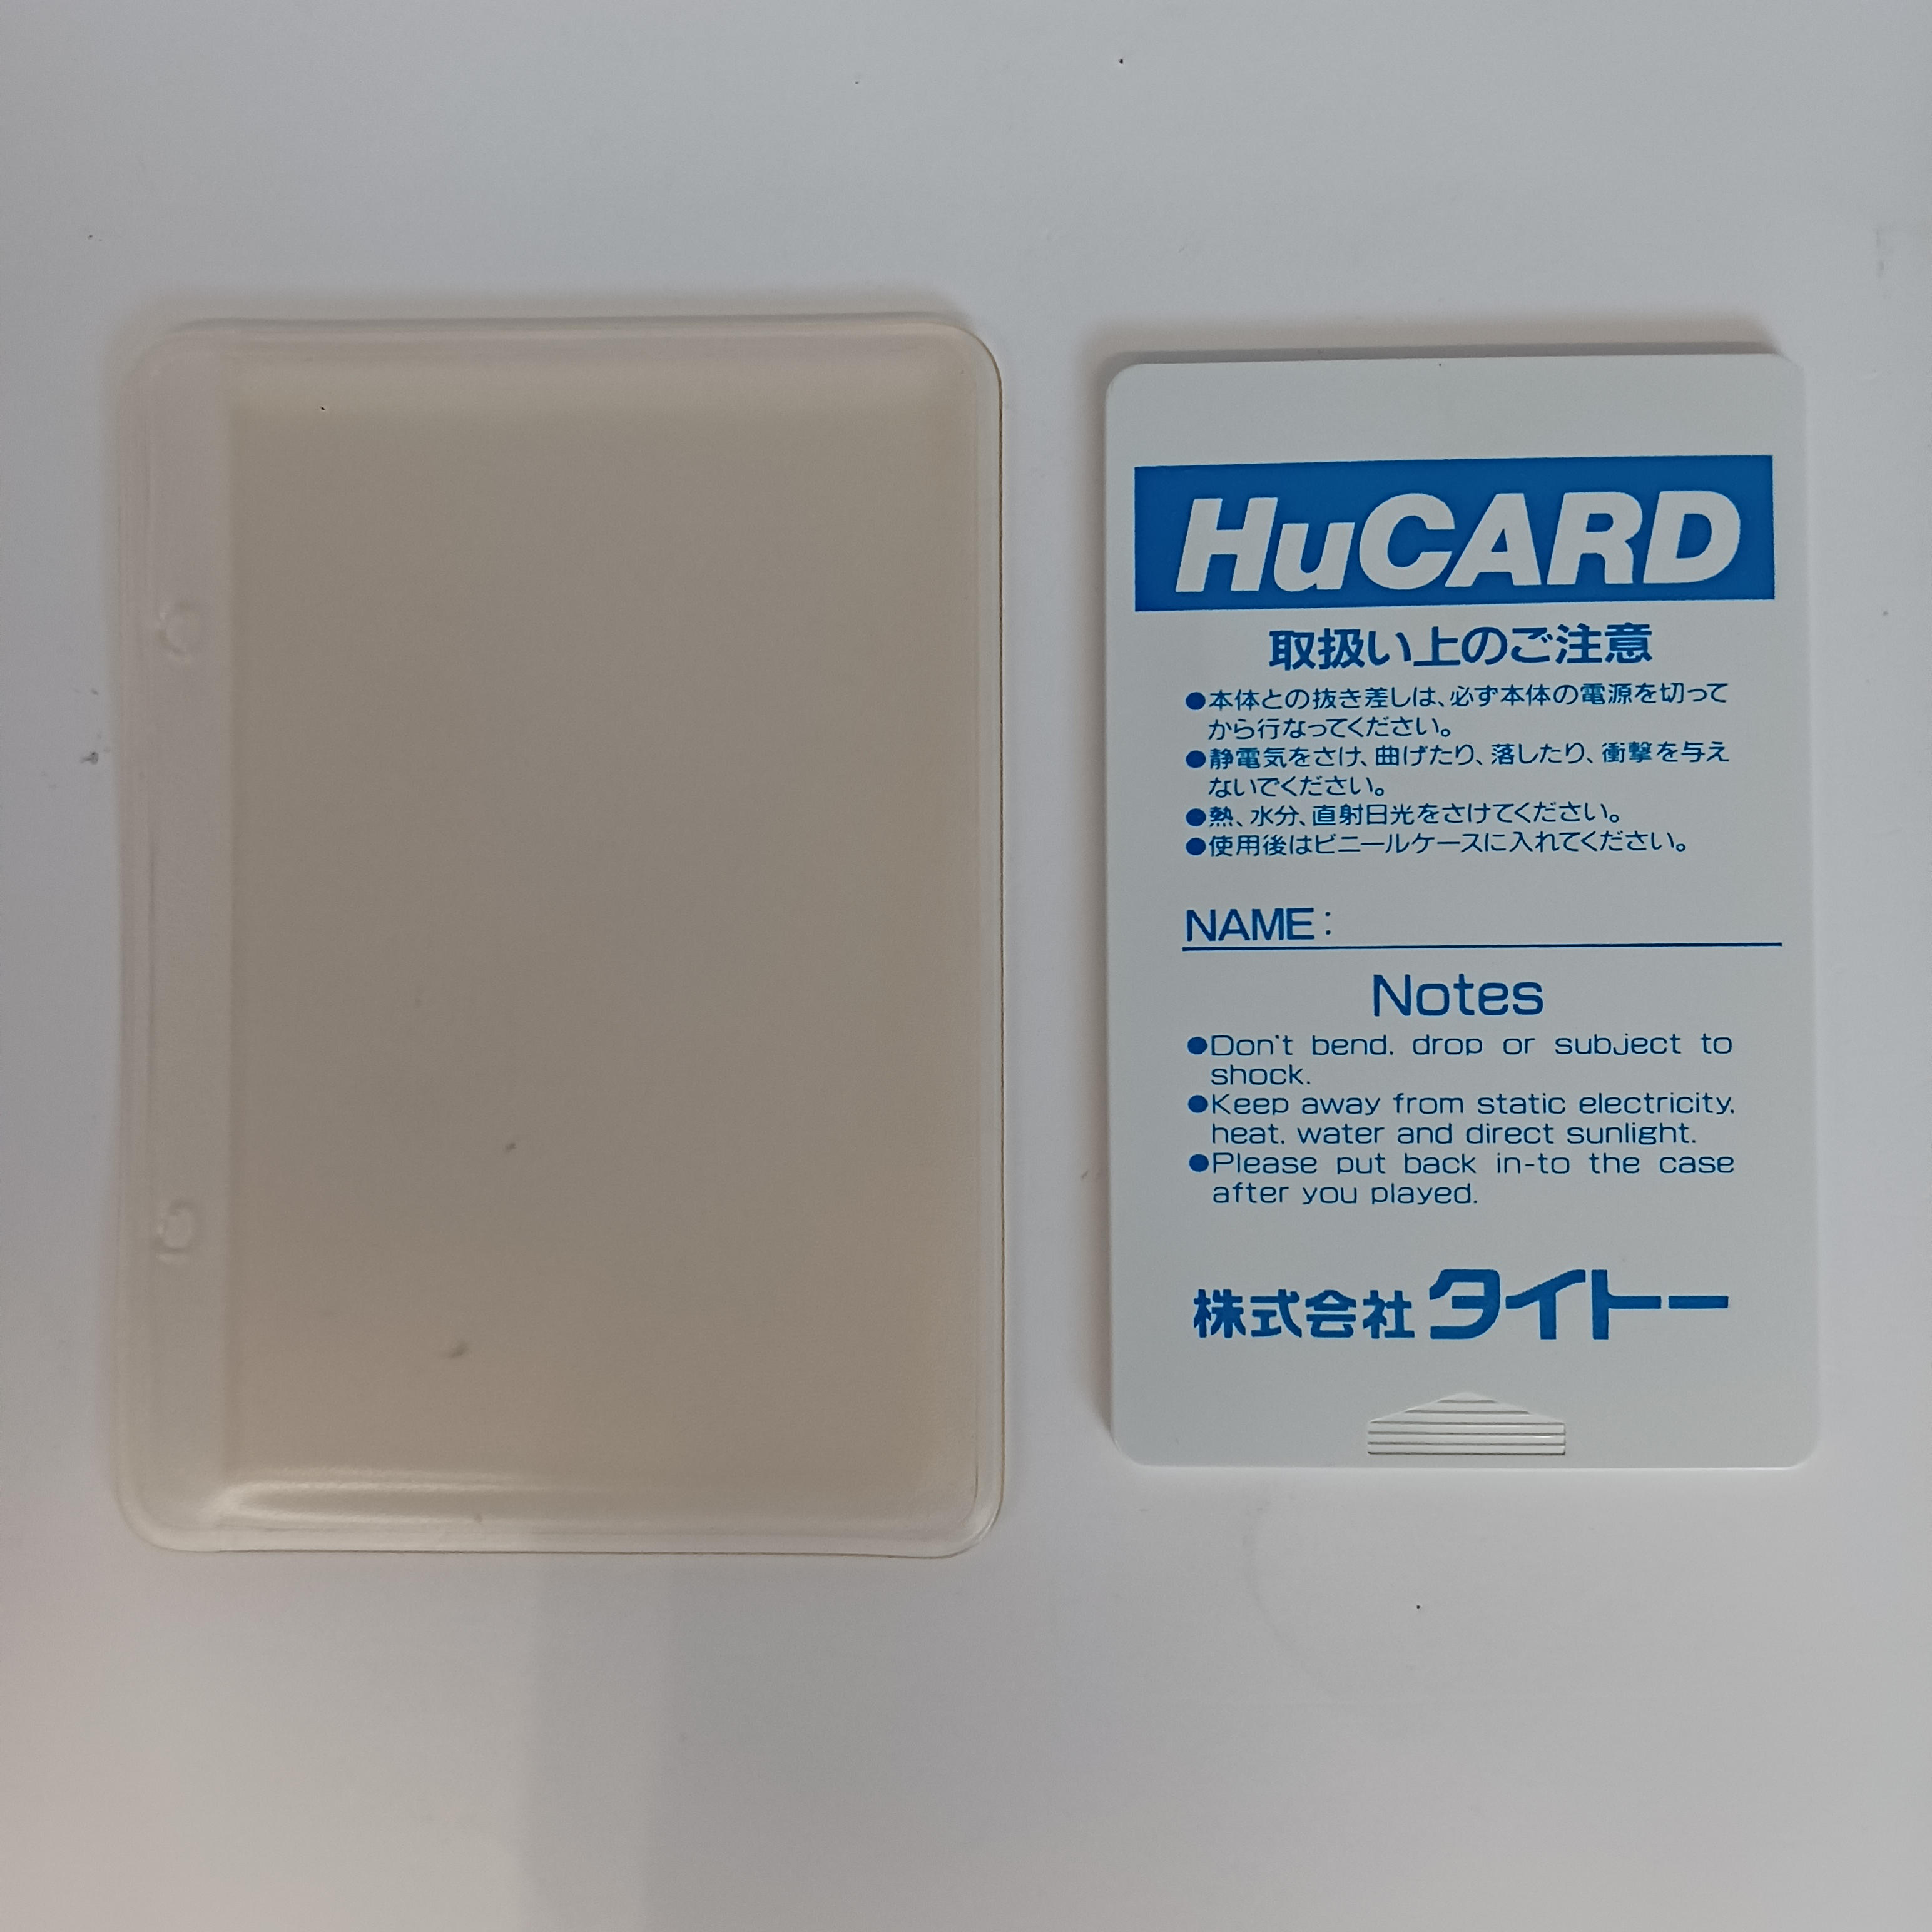 HuCARD
取扱い上のご注意
●本体との抜き差しは、必ず本体の電源を切って
から行なってください。
●静電気をさけ、曲げたり、落したり、衝撃を与え
ないでください。
●熱、水分、直射日光をさけてください。
●使用後はビニールケースに入れてください。
NAME:
Notes
●Don't bend, drop or subject to
shock.
●Keep away from static electricity,
heat, water and direct sunlight.
●Please put back in-to the case
after you played.
株式会社タイトー